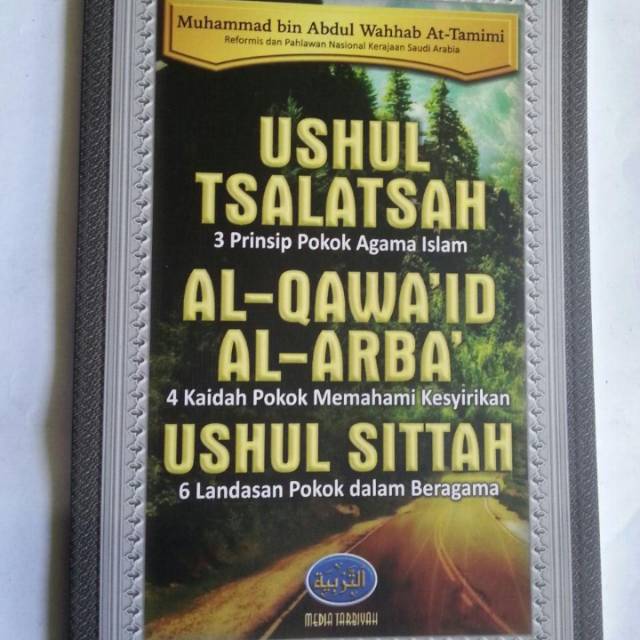 Muhammad bin Abdul Wahhab At-Tamimi
Reformis dan Pahlawan Nasional Kerajaan Saudi Arabia
USHUL
TSALATSAH
3 Prinsip Pokok Agama Islam
AL-QAWA'ID
AL-ARBA'
4 Kaidah Pokok Memahami Kesyirikan
USHUL SITTAH
6 Landasan Pokok dalam Beragama
التربية
MEDIA TARBIYAH